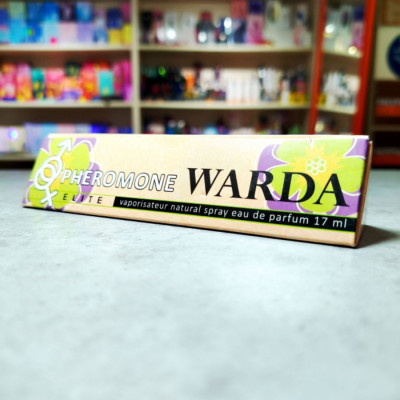 PHEROMONE WARDA
ELITE vaporisateur natural spray eau de parfum 17 ml